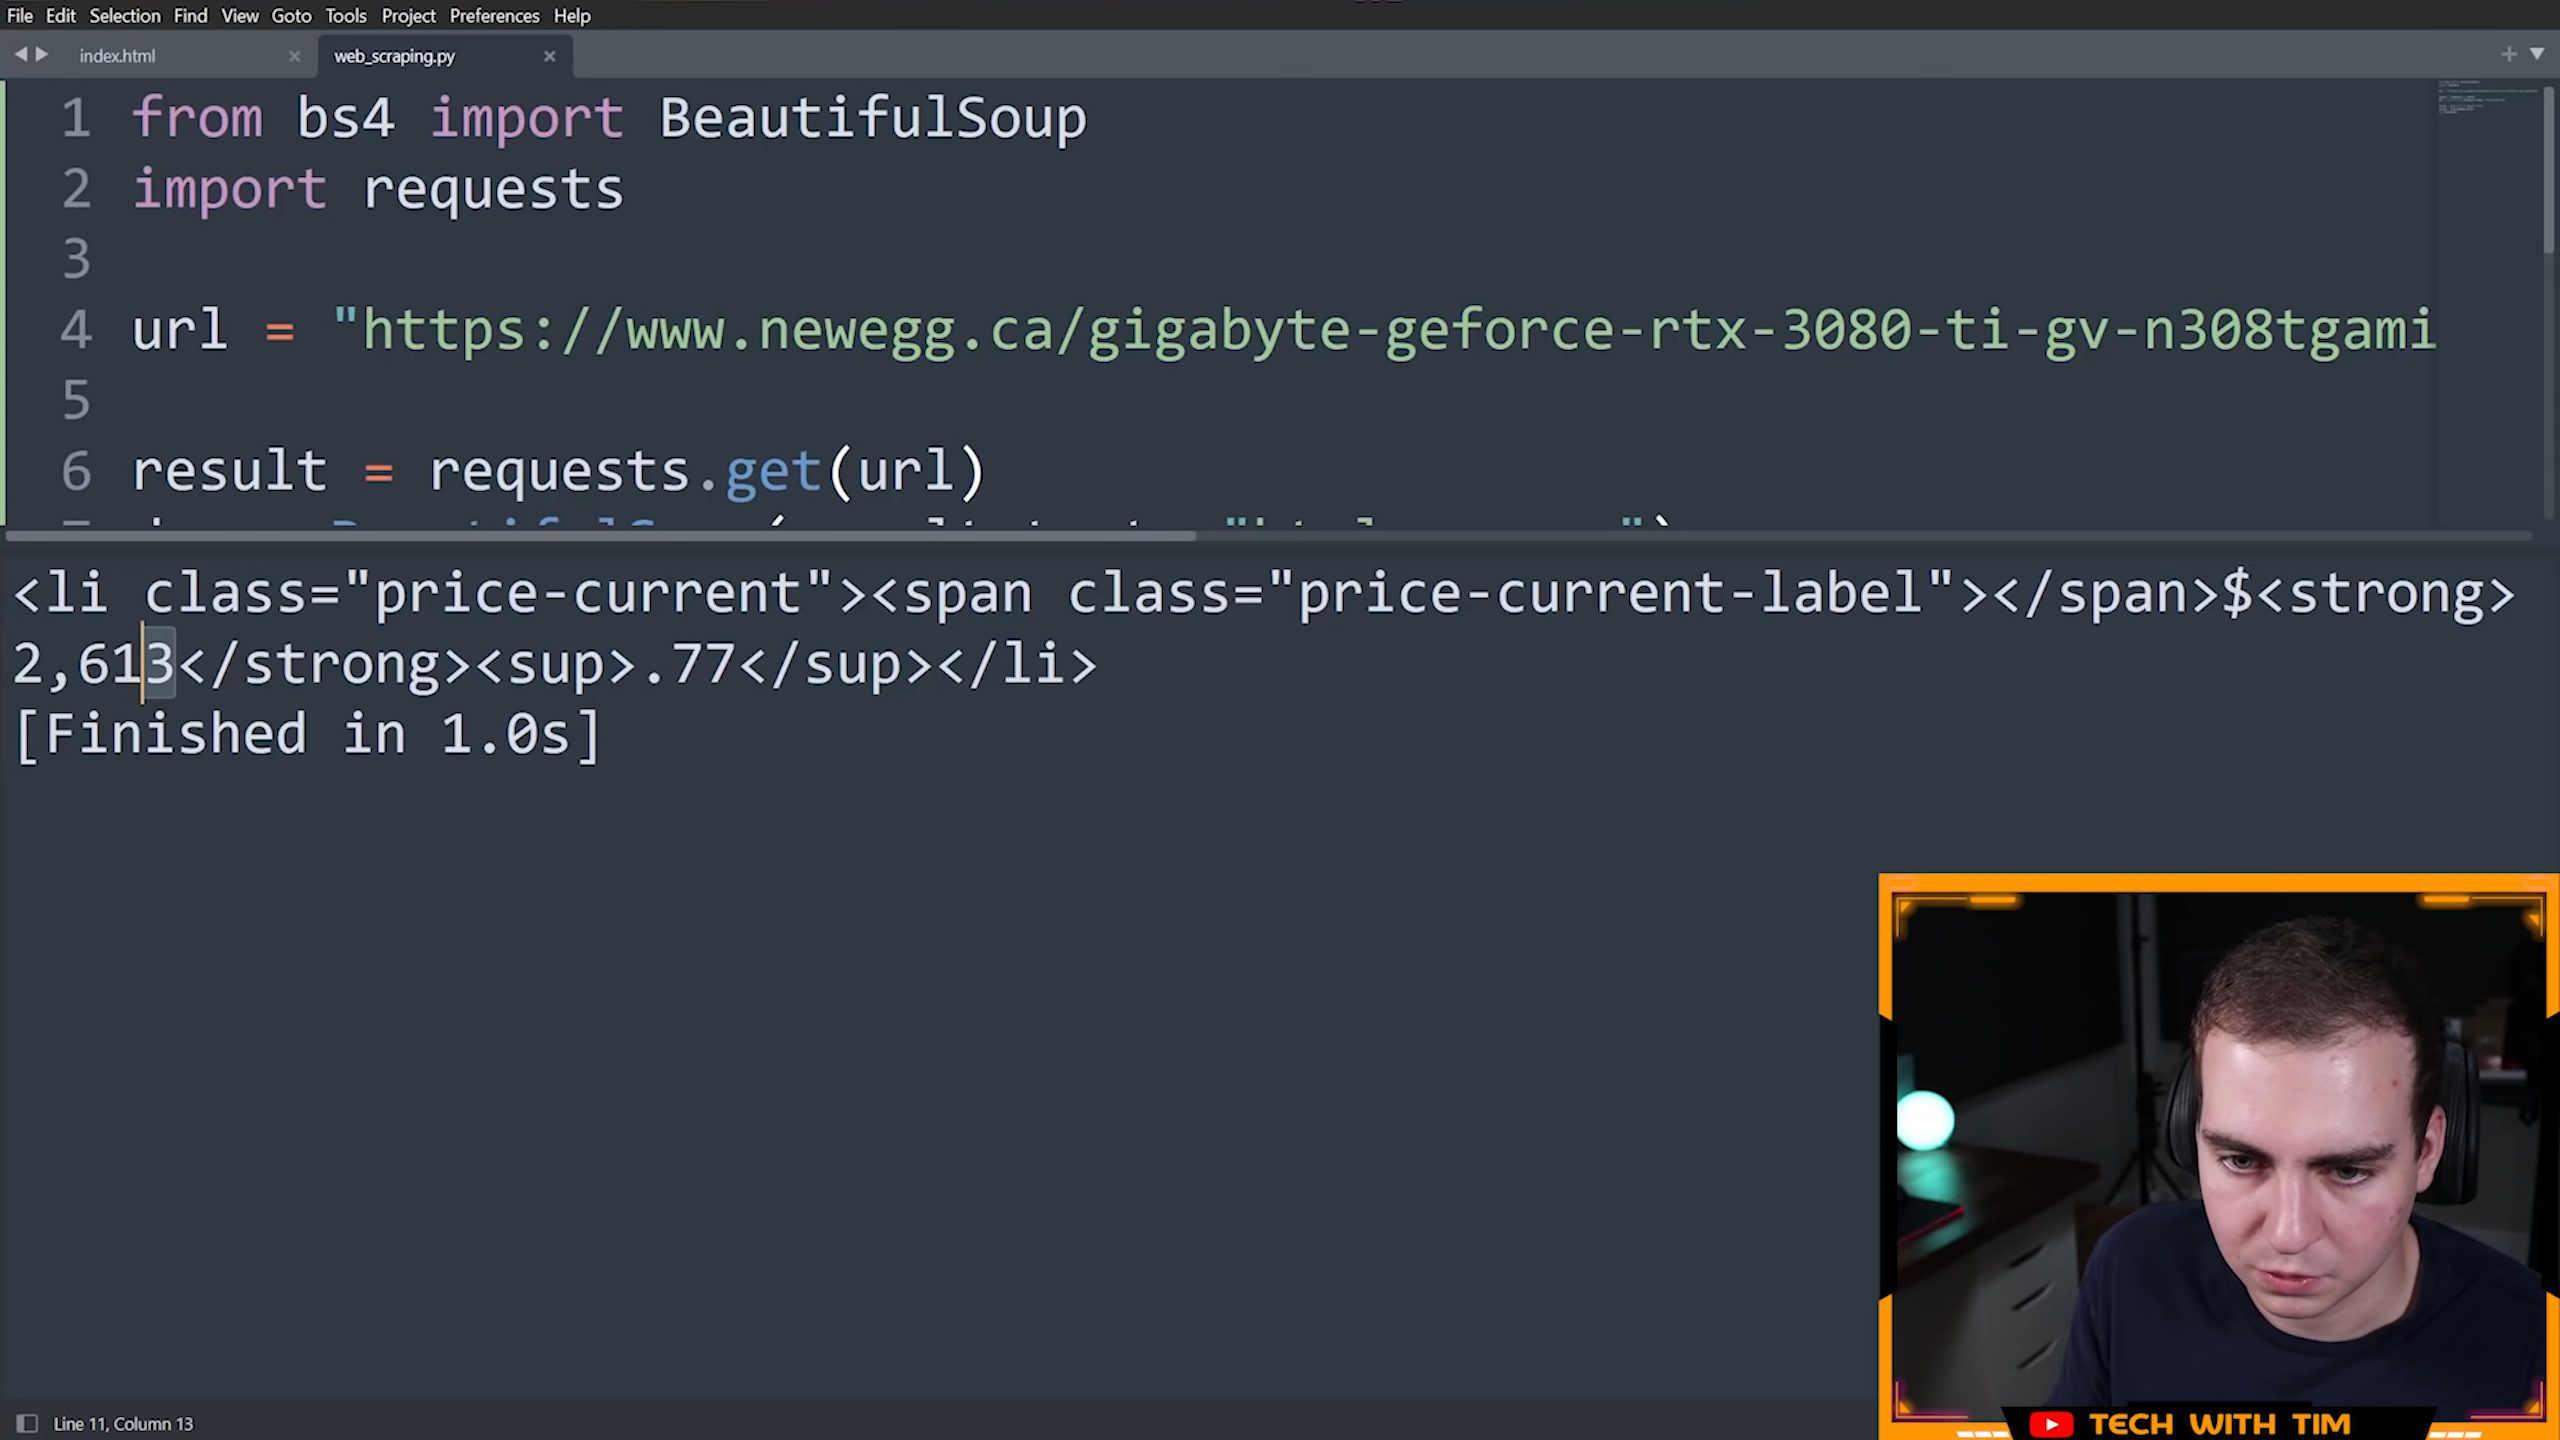 File Edit Selection Find View Goto Tools Project Preferences Help
index.html
web_scraping.py
1 from bs4 import BeautifulSoup
2 import requests
3
4 url = "https://www.newegg.ca/gigabyte-geforce-rtx-3080-ti-gv-n308tgami
5
6 result = requests.get(url)
<li class="price-current"><span class="price-current-label"></span>$<strong>
2,613</strong><sup>.77</sup></li>
[Finished in 1.0s]
Line 11, Column 13
TECH WITH TIM